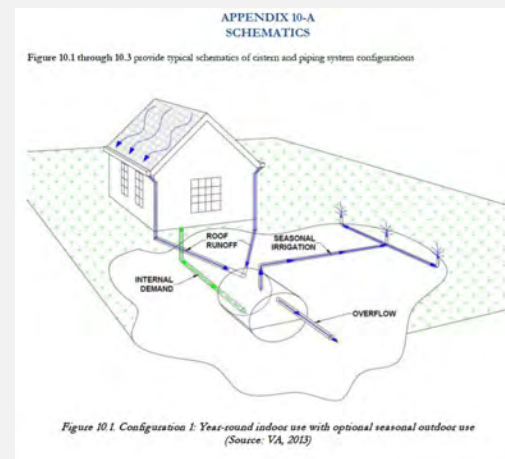 APPENDIX 10-A
SCHEMATICS
Figure 10.1 through 10.3 provide typical schematics of cistern and piping system configurations
ROOF
RUNOFF
SEASONAL
IRRIGATION
INTERNAL
DEMAND
OVERFLOW
Figure 10.1. Configuration 1: Year-round indoor use with optional seasonal outdoor use
(Source: VA, 2013)